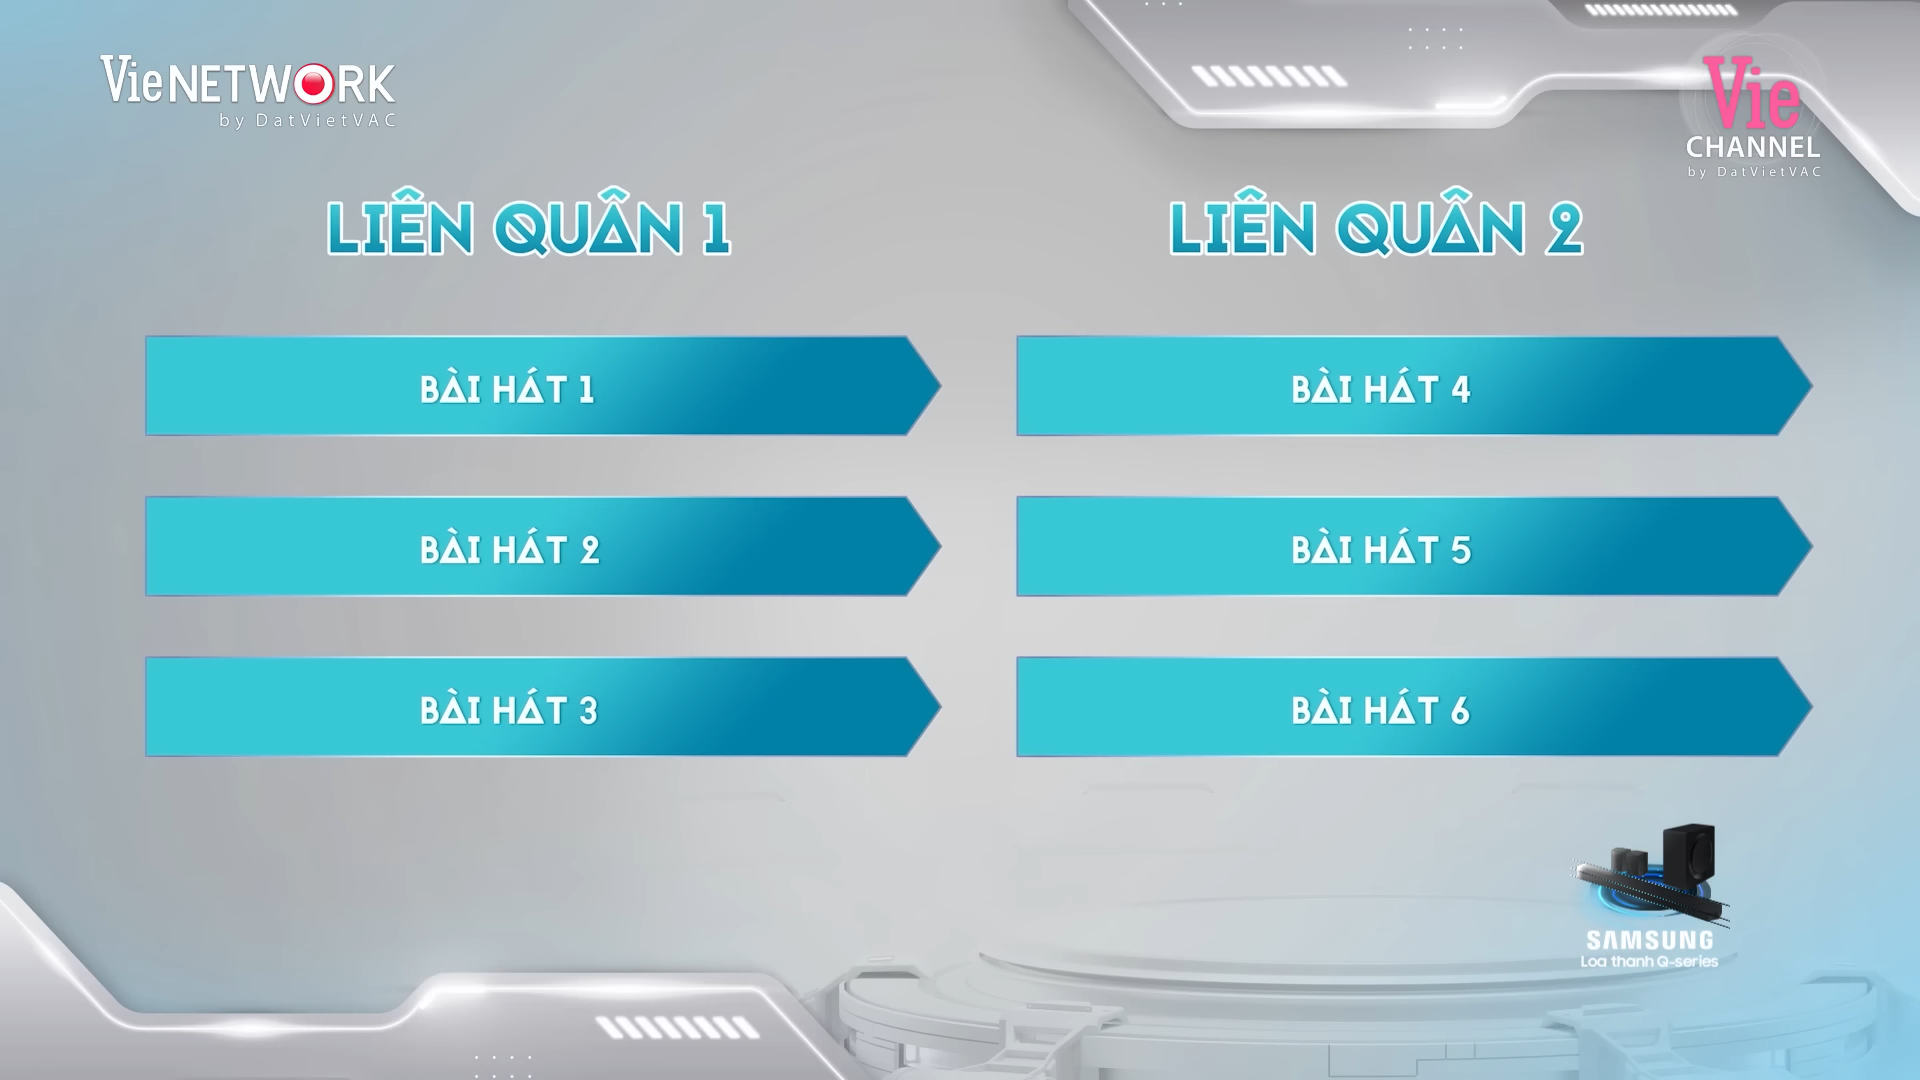 VieNETWORK
by DatVietVAC
Vie
CHANNEL
by DatVietVAC
LIÊN QUÂN 1
BÀI HÁT 1
BÀI HÁT 2
BÀI HÁT 3
LIÊN QUÂN 2
BÀI HÁT 4
BÀI HÁT 5
BÀI HÁT 6
SAMSUNG
Loa thanh Q-series